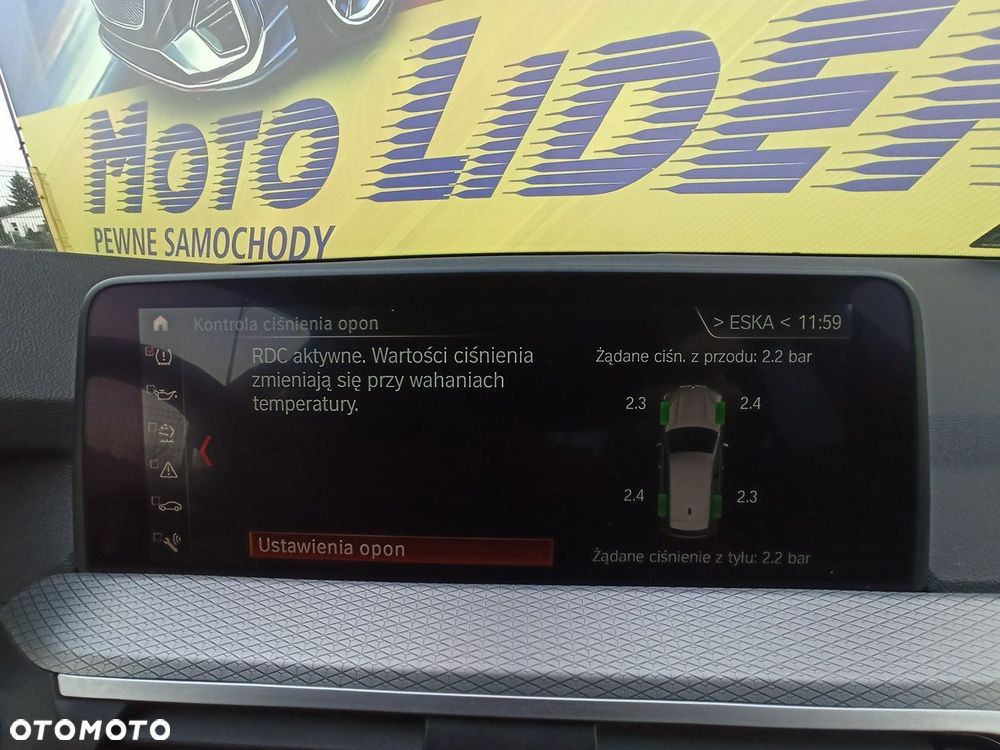 MOTO LIDER
PEWNE SAMOCHODY
Kontrola ciśnienia opon
> ESKA < 11:59
RDC aktywne. Wartości ciśnienia
zmieniają się przy wahaniach
temperatury.
Żądane ciśn. z przodu: 2.2 bar
2.3 2.4
2.4 2.3
Ustawienia opon
Żądane ciśnienie z tyłu: 2.2 bar
OTOMOTO